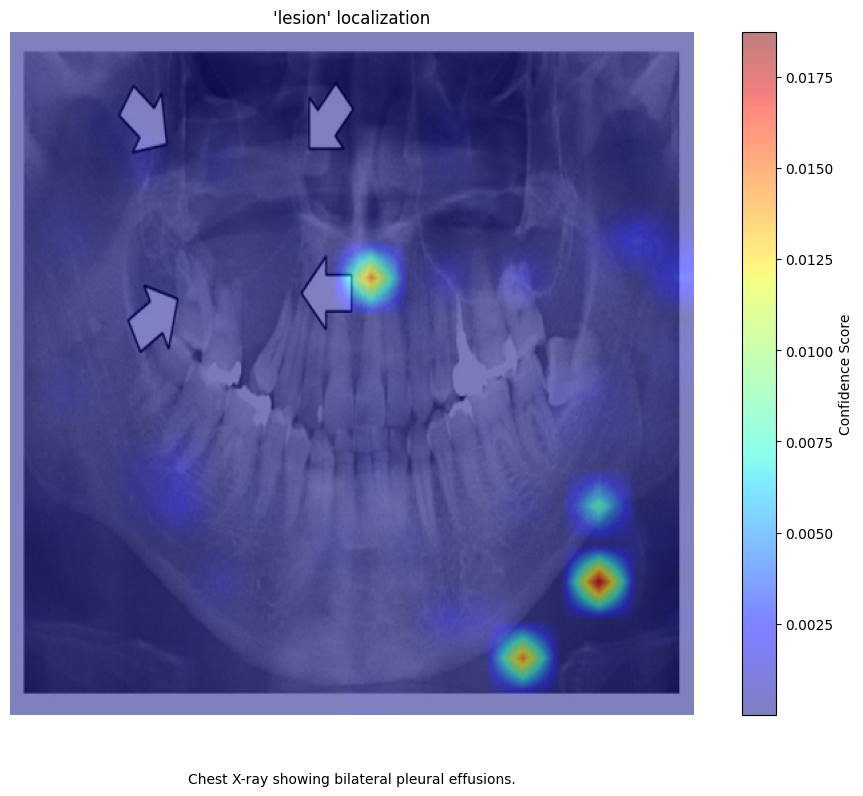 'lesion' localization
0.0175
0.0150
0.0125
0.0100
0.0075
0.0050
0.0025
Confidence Score
Chest X-ray showing bilateral pleural effusions.